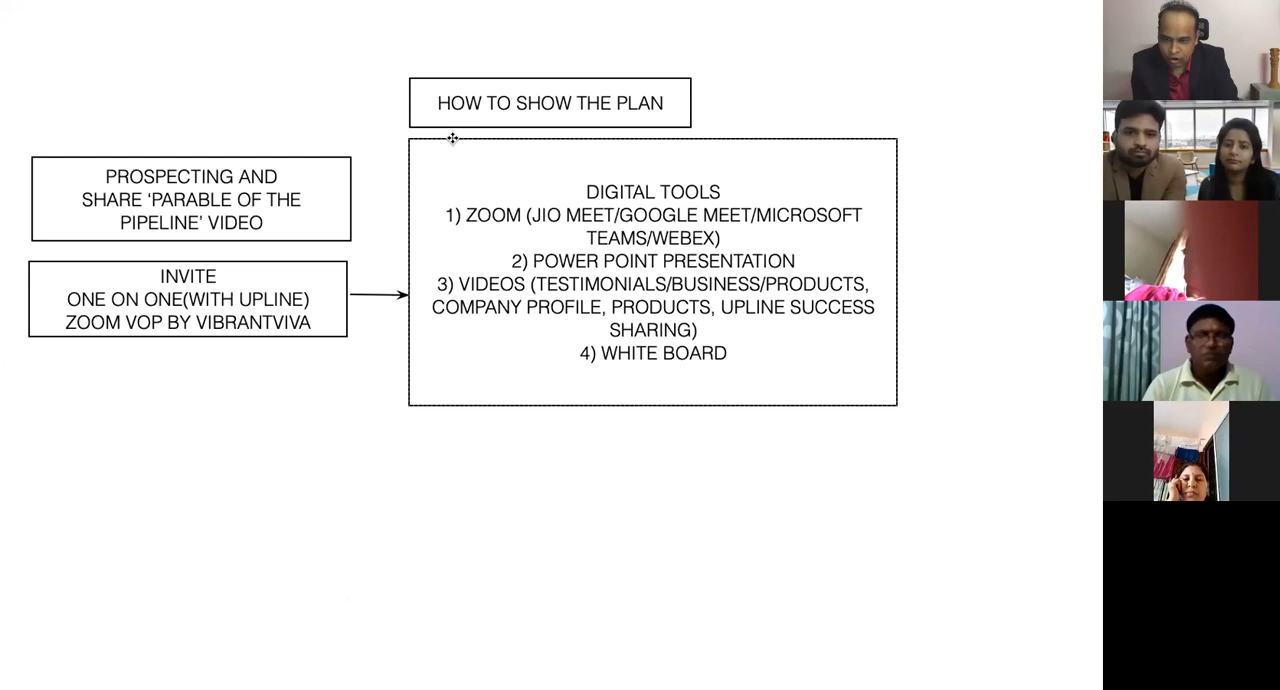 HOW TO SHOW THE PLAN
PROSPECTING AND
SHARE ‘PARABLE OF THE
PIPELINE’ VIDEO
INVITE
ONE ON ONE(WITH UPLINE)
ZOOM VOP BY VIBRANTVIVA
DIGITAL TOOLS
1) ZOOM (JIO MEET/GOOGLE MEET/MICROSOFT
TEAMS/WEBEX)
2) POWER POINT PRESENTATION
3) VIDEOS (TESTIMONIALS/BUSINESS/PRODUCTS,
COMPANY PROFILE, PRODUCTS, UPLINE SUCCESS
SHARING)
4) WHITE BOARD